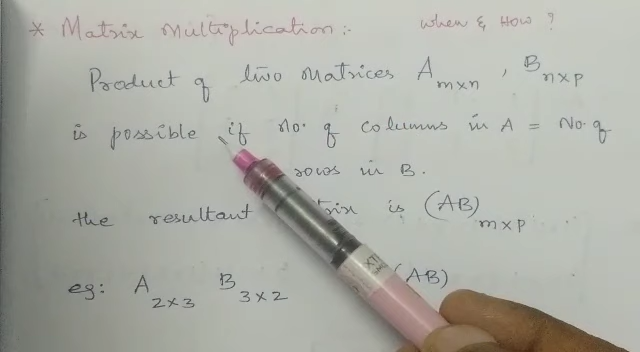 * Matrix Multiplication :- When & How ?
Product of two matrices A m×n , B n×p
is possible if No. of columns in A = No. of
rows in B.
the resultant is (AB) m×p
eg: A 2×3 B 3×2 (AB)